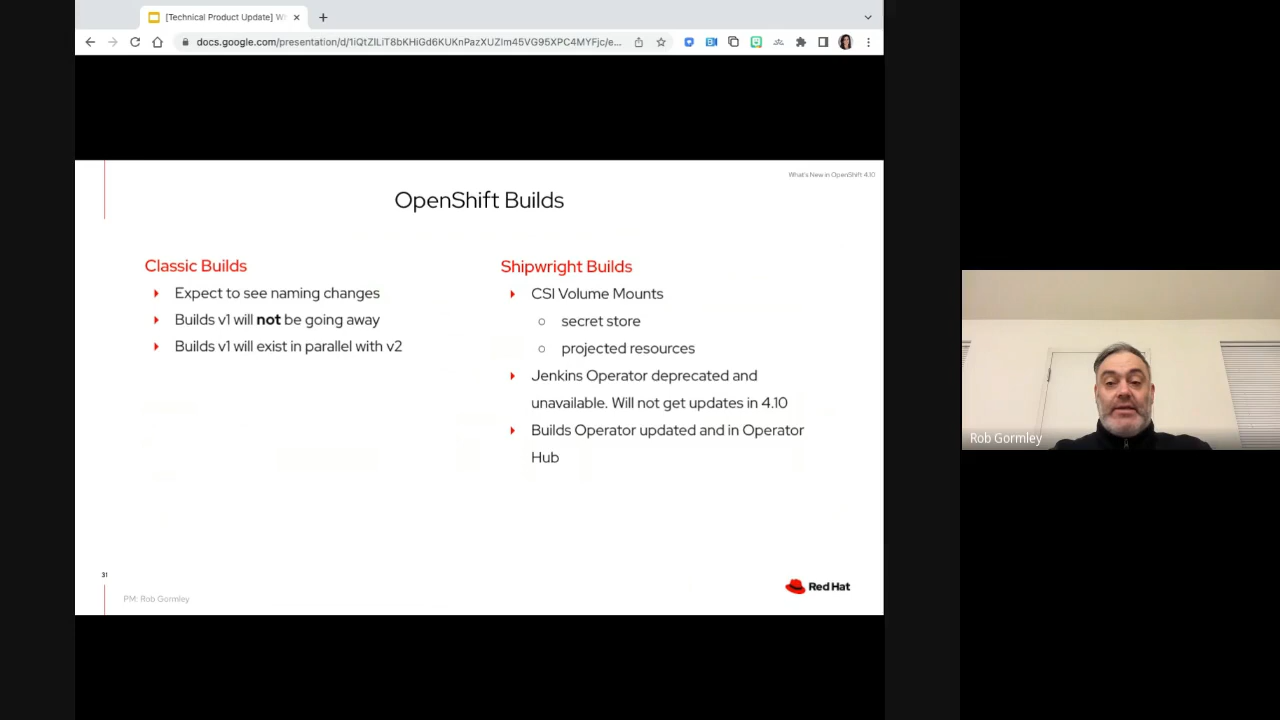 [Technical Product Update] Wh
docs.google.com/presentation/d/1iQtZILiT8bKHiGd6KUKnPazXUZIm45VG95XPC4MYFjc/e...
What's New in OpenShift 4.10
OpenShift Builds
Classic Builds
Expect to see naming changes
Builds v1 will not be going away
Builds v1 will exist in parallel with v2
Shipwright Builds
CSI Volume Mounts
secret store
projected resources
Jenkins Operator deprecated and
unavailable. Will not get updates in 4.10
Builds Operator updated and in Operator
Hub
31
PM: Rob Gormley
Red Hat
Rob Gormley